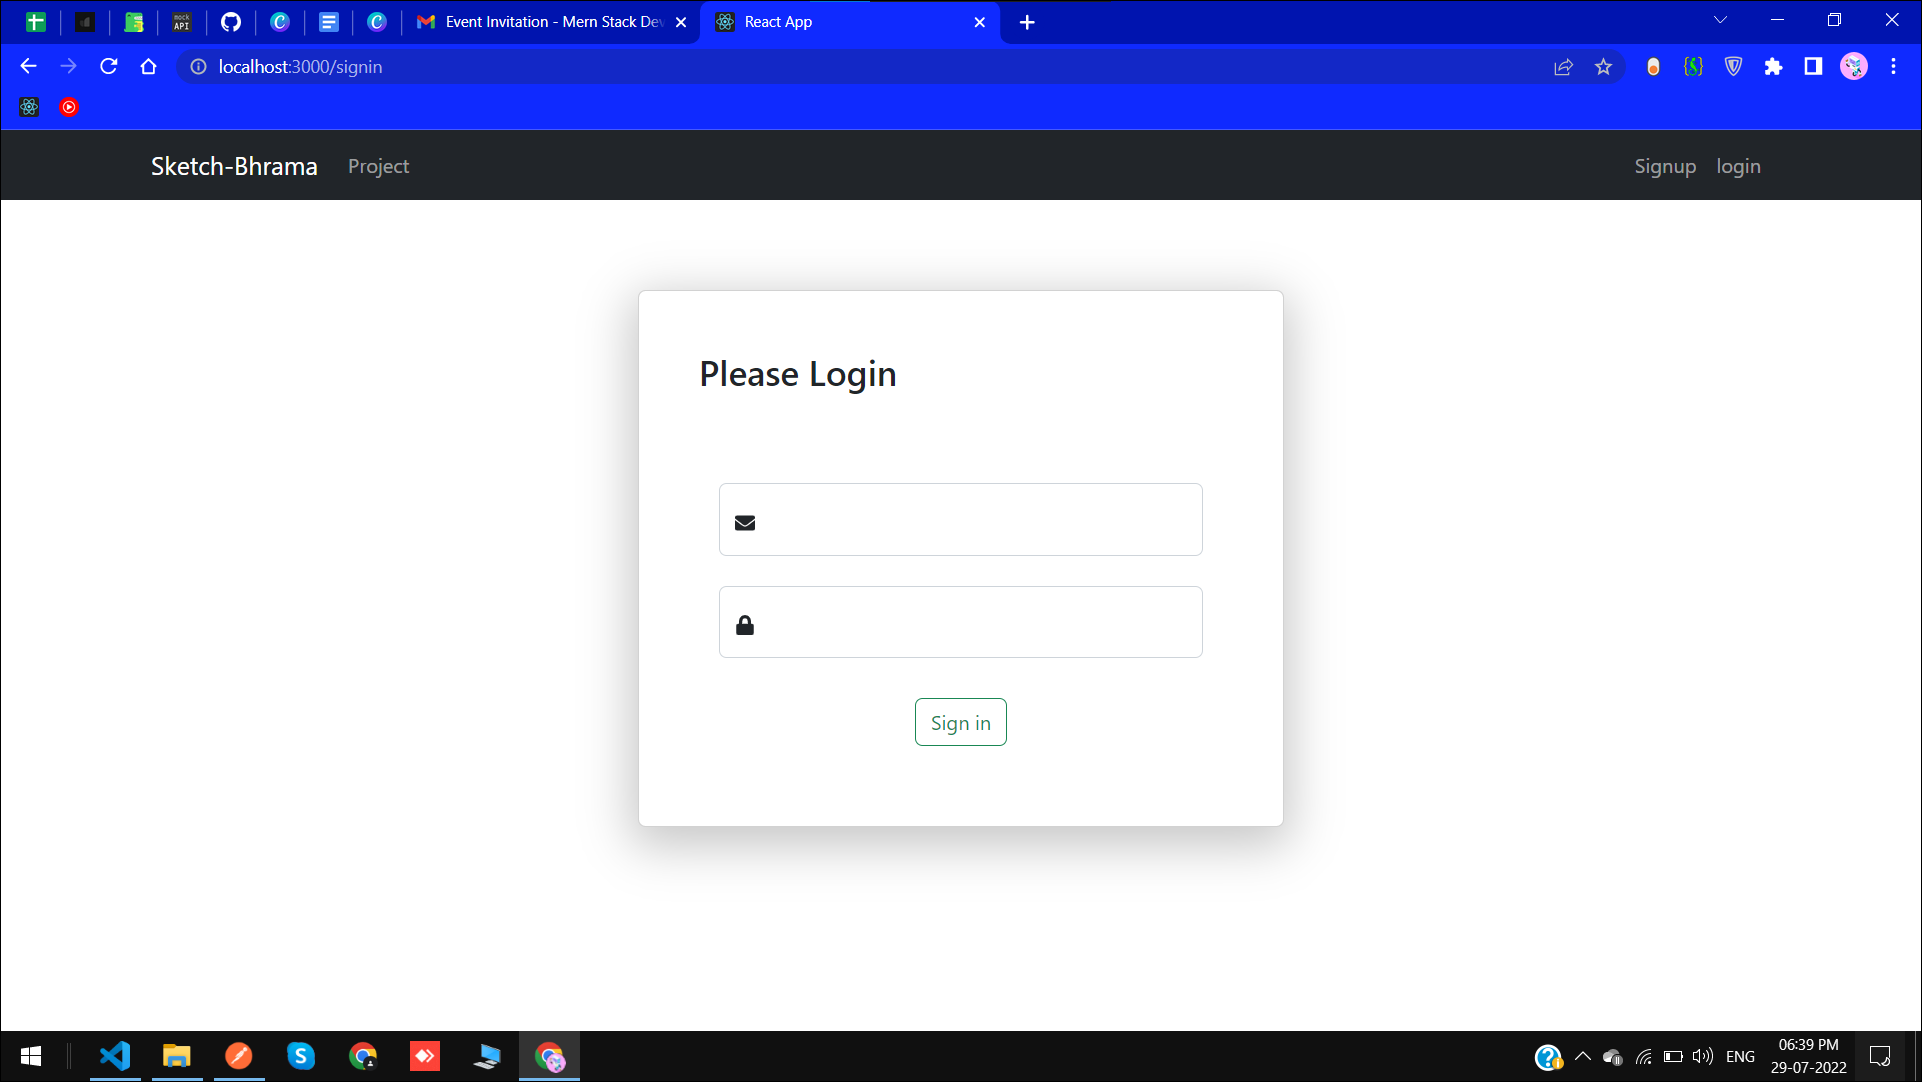 Event Invitation - Mern Stack Dev
React App
mock
API
localhost:3000/signin
Sketch-Bhrama
Project
Signup
login
Please Login
Sign in
ENG
06:39 PM
29-07-2022